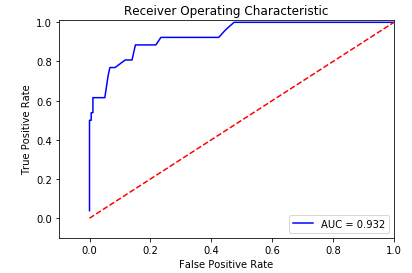 Receiver Operating Characteristic
1.0
0.8
0.6
0.4
0.2
0.0
True Positive Rate
0.0 0.2 0.4 0.6 0.8 1.0
False Positive Rate
AUC = 0.932